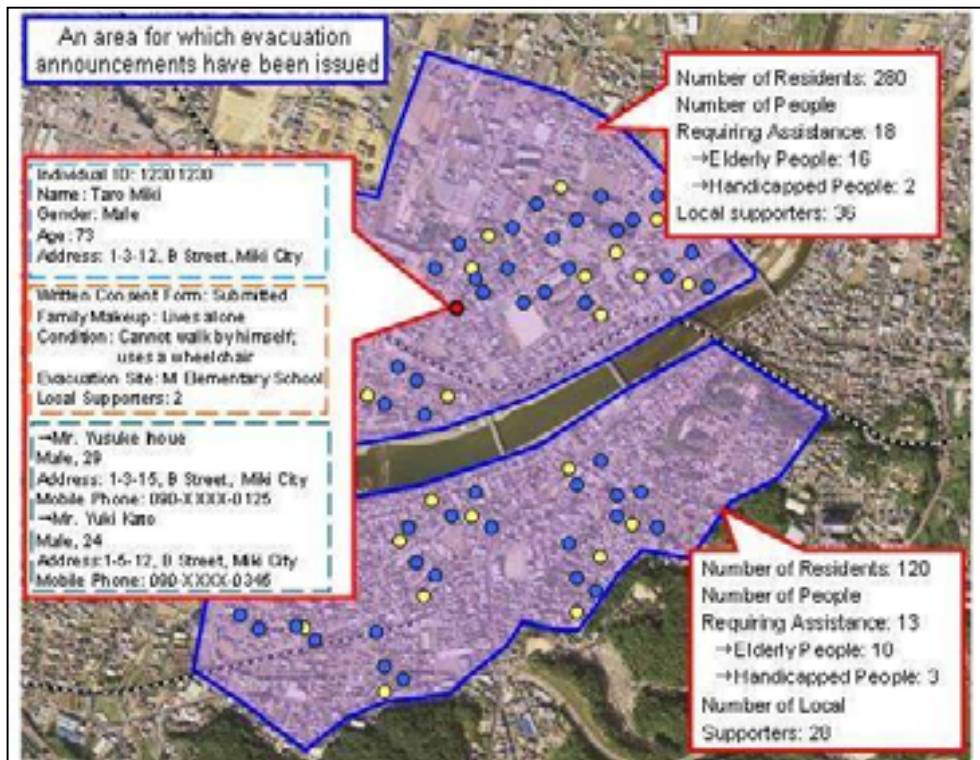 An area for which evacuation
announcements have been issued
Number of Residents: 280
Number of People
Requiring Assistance: 18
→Elderly People: 16
→Handicapped People: 2
Local supporters: 36
Individual ID: 12301230
Name: Taro Miki
Gender: Male
Age: 73
Address: 1-3-12, B Street, Miki City
Written Consent Form: Submitted
Family Makeup: Lives alone
Condition: Cannot walk by himself;
uses a wheelchair
Evacuation Site: M Elementary School
Local Supporters: 2
→Mr. Yusuke Inoue
Male, 29
Address: 1-3-15, B Street, Miki City
Mobile Phone: 090-XXXX-0125
→Mr. Yuki Kato
Male, 24
Address:1-5-12, B Street, Miki City
Mobile Phone: 090-XXXX-0346
Number of Residents: 120
Number of People
Requiring Assistance: 13
→Elderly People: 10
→Handicapped People: 3
Number of Local
Supporters: 28